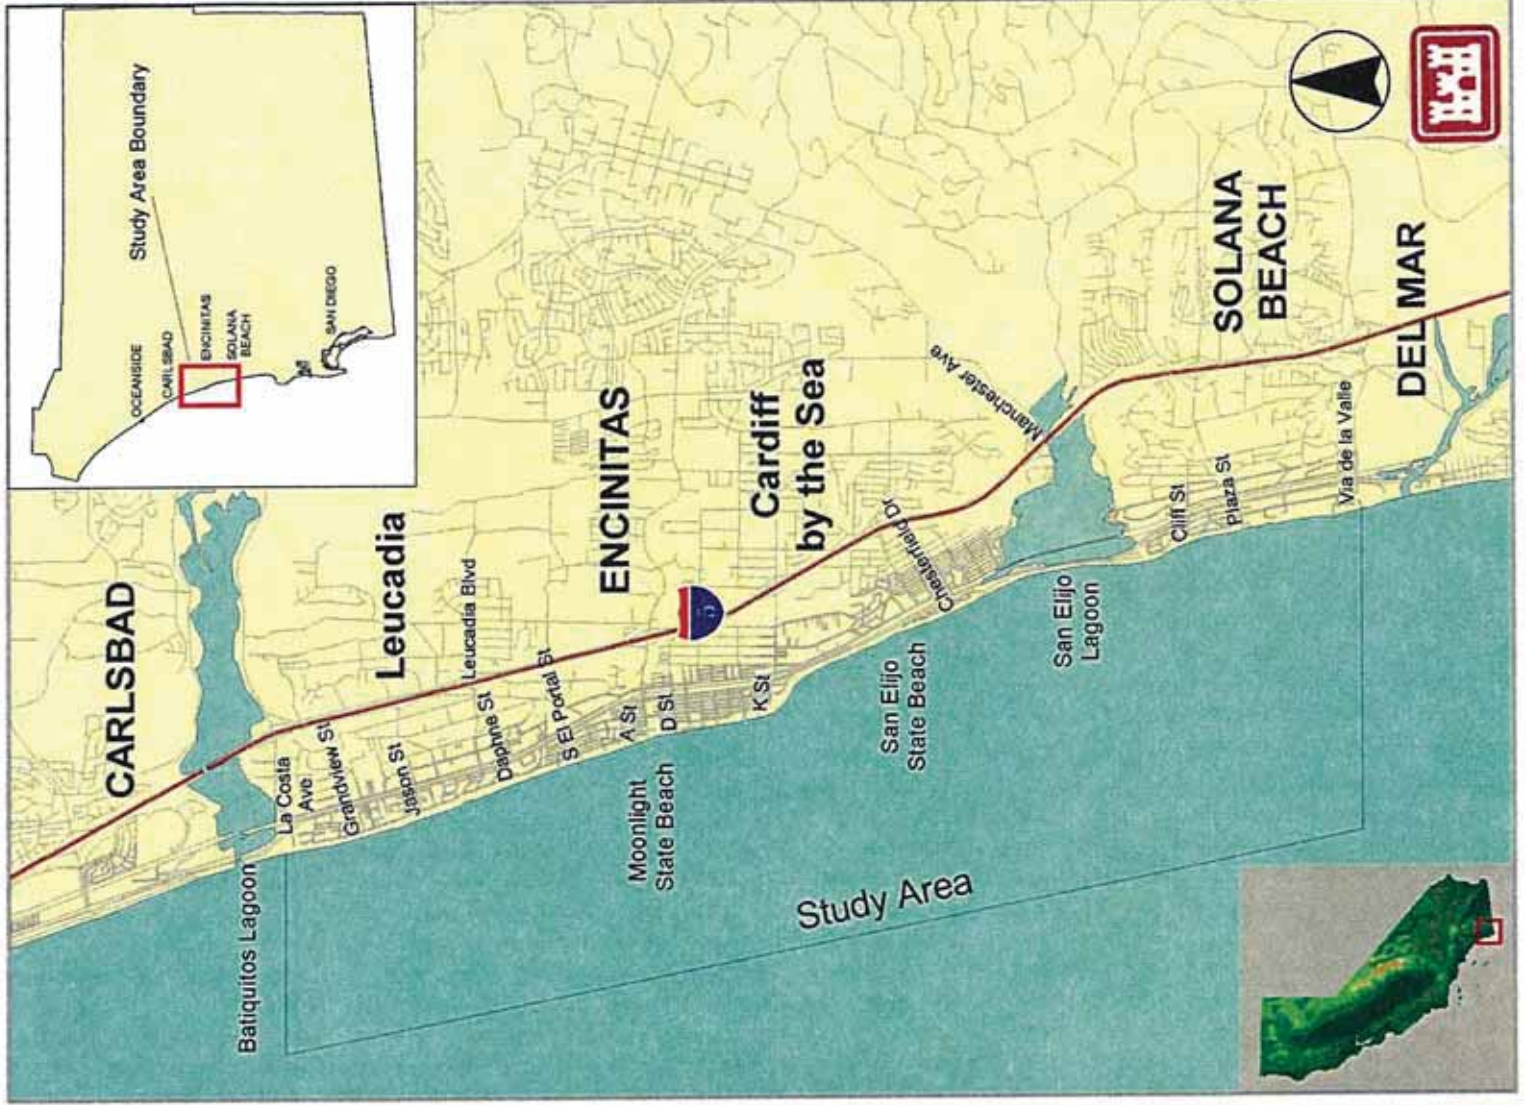 Study Area Boundary
OCEANSIDE
CARLSBAD
ENCINITAS
SOLANA
BEACH
SAN DIEGO
CARLSBAD
Batiquitos Lagoon
La Costa
Ave
Grandview St
Leucadia
Jason St
Leucadia Blvd
Daphne St
S El Portal St
ENCINITAS
A St
D St
Moonlight
State Beach
5
K St
Cardiff
by the Sea
Study Area
San Elijo
State Beach
Chesterfield Dr
Manchester Ave
San Elijo
Lagoon
Cliff St
Plaza St
SOLANA
BEACH
Via de la Valle
DEL MAR